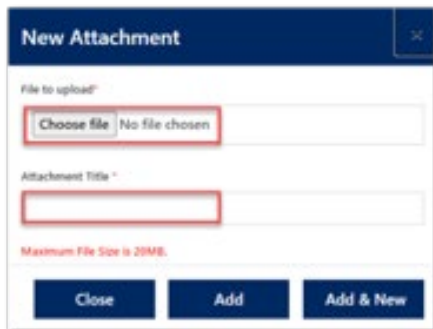 New Attachment ×
File to upload*
Choose file No file chosen
Attachment Title *
Maximum File Size is 20MB.
Close Add Add & New